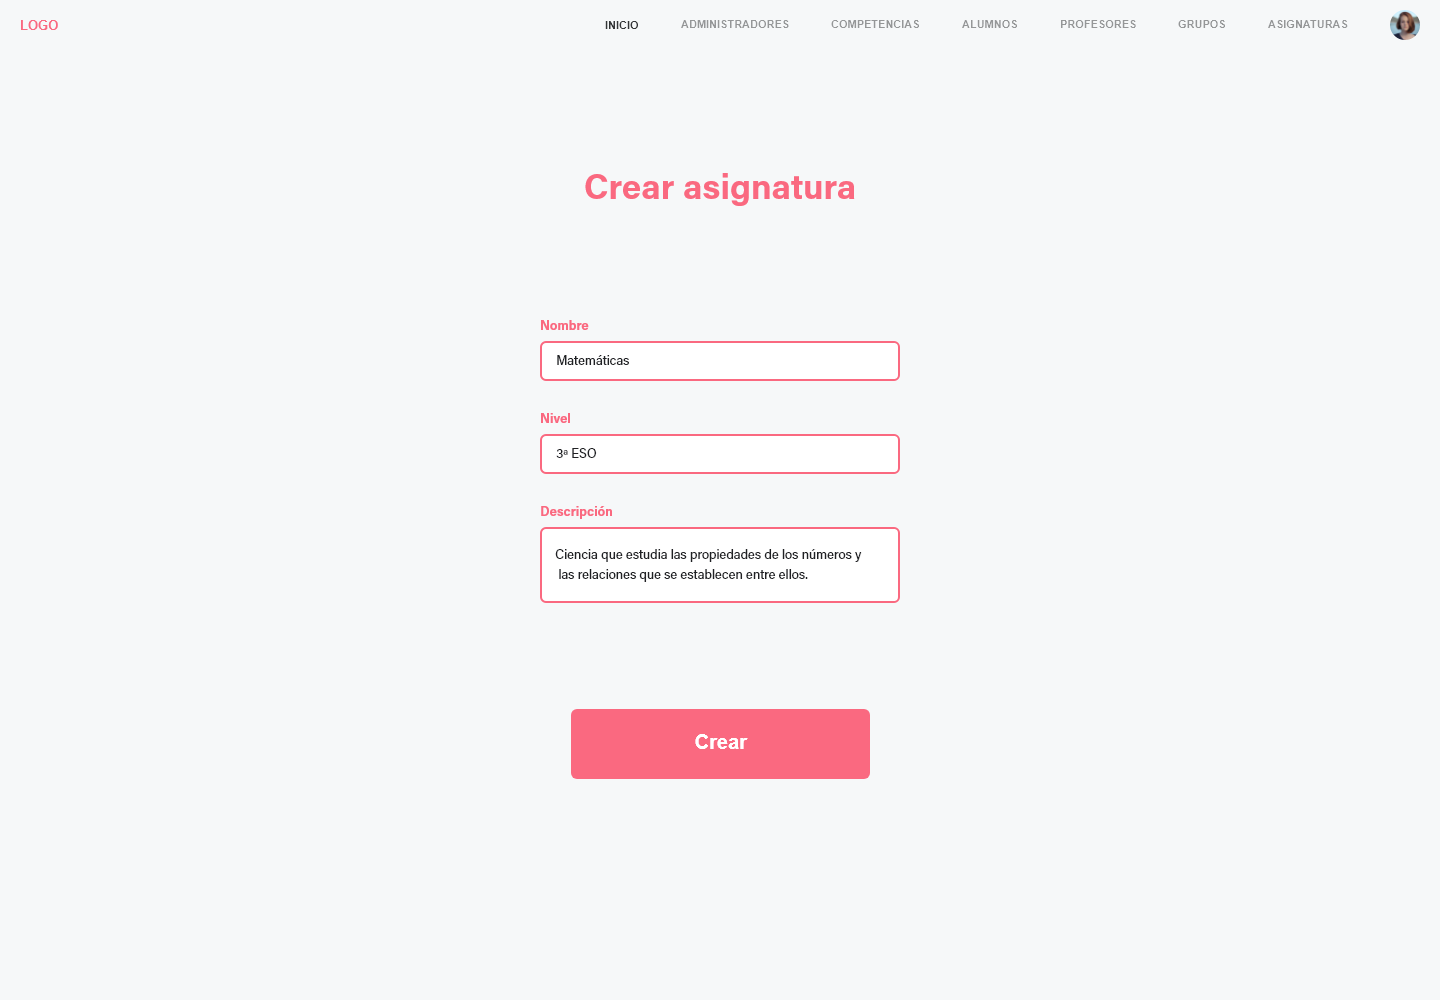 LOGO
INICIO ADMINISTRADORES COMPETENCIAS ALUMNOS PROFESORES GRUPOS ASIGNATURAS
Crear asignatura
Nombre
Matemáticas
Nivel
3ª ESO
Descripción
Ciencia que estudia las propiedades de los números y
las relaciones que se establecen entre ellos.
Crear